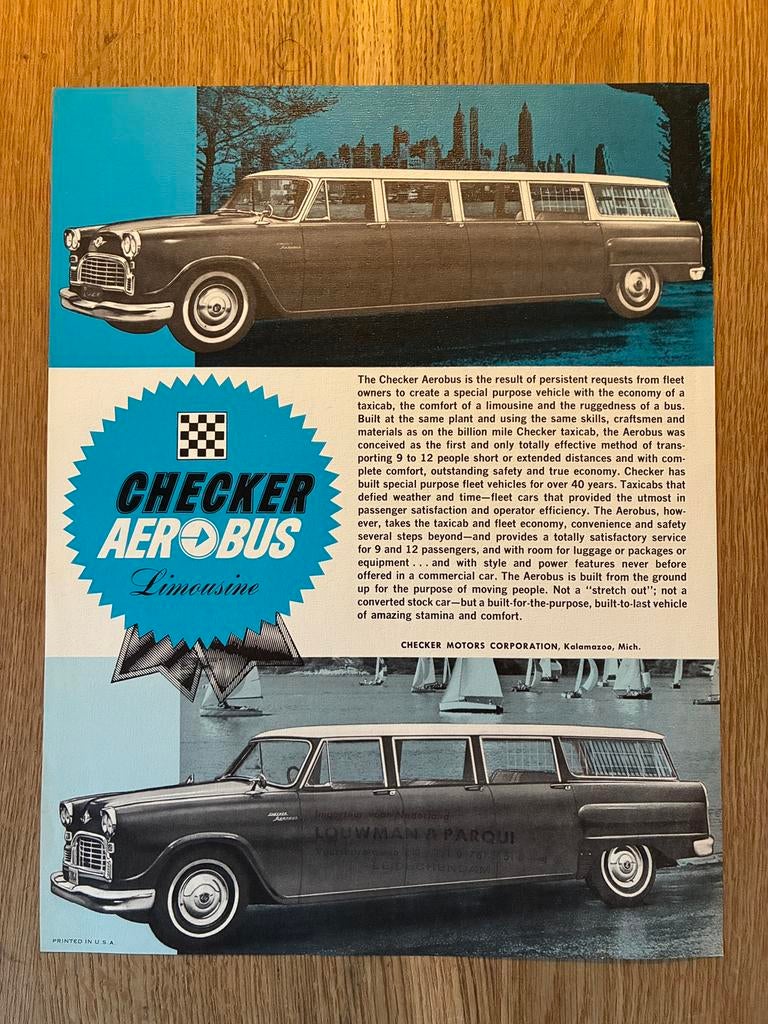 CHECKER
AEROBUS
Limousine
The Checker Aerobus is the result of persistent requests from fleet
owners to create a special purpose vehicle with the economy of a
taxicab, the comfort of a limousine and the ruggedness of a bus.
Built at the same plant and using the same skills, craftsmen and
materials as on the billion mile Checker taxicab, the Aerobus was
conceived as the first and only totally effective method of trans-
porting 9 to 12 people short or extended distances and with com-
plete comfort, outstanding safety and true economy. Checker has
built special purpose fleet vehicles for over 40 years. Taxicabs that
defied weather and time—fleet cars that provided the utmost in
passenger satisfaction and operator efficiency. The Aerobus, how-
ever, takes the taxicab and fleet economy, convenience and safety
several steps beyond—and provides a totally satisfactory service
for 9 and 12 passengers, and with room for luggage or packages or
equipment . . . and with style and power features never before
offered in a commercial car. The Aerobus is built from the ground
up for the purpose of moving people. Not a "stretch out"; not a
converted stock car—but a built-for-the-purpose, built-to-last vehicle
of amazing stamina and comfort.
CHECKER MOTORS CORPORATION, Kalamazoo, Mich.
CHECKER
Aerobus
Importeur voor Nederland
LOUWMAN & PARQUI
PRINTED IN U.S.A.